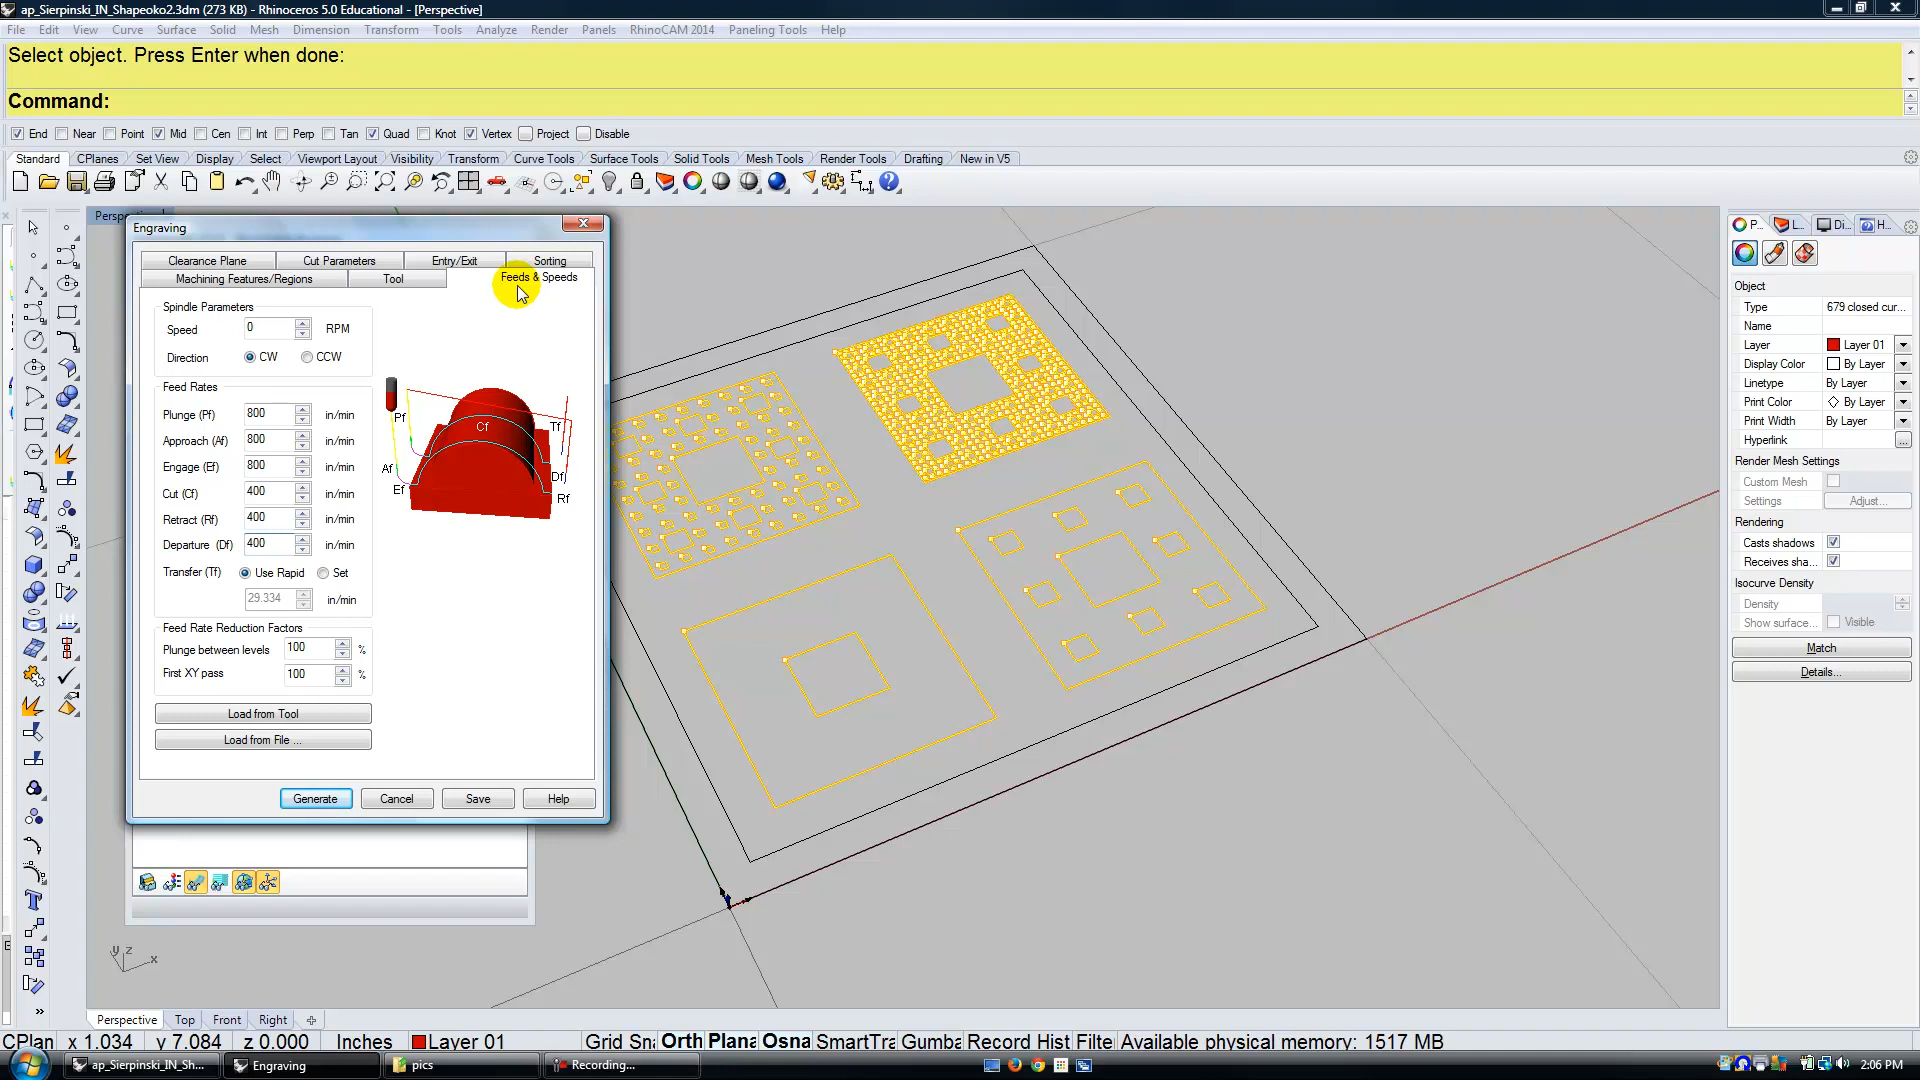 ap_Sierpinski_IN_Shapeoko2.3dm (273 KB) - Rhinoceros 5.0 Educational - [Perspective]
File Edit View Curve Surface Solid Mesh Dimension Transform Tools Analyze Render Panels RhinoCAM 2014 Paneling Tools Help
Select object. Press Enter when done:
Command:
End Near Point Mid Cen Int Perp Tan Quad Knot Vertex Project Disable
Standard CPlanes Set View Display Select Viewport Layout Visibility Transform Curve Tools Surface Tools Solid Tools Mesh Tools Render Tools Drafting New in V5
Engraving
Clearance Plane Cut Parameters Entry/Exit Sorting
Machining Features/Regions Tool Feeds & Speeds
Spindle Parameters
Speed 0 RPM
Direction CW CCW
Feed Rates
Plunge (Pf) 800 in/min
Approach (Af) 800 in/min
Engage (Ef) 800 in/min
Cut (Cf) 400 in/min
Retract (Rf) 400 in/min
Departure (Df) 400 in/min
Transfer (Tf) Use Rapid Set
29.334 in/min
Pf
Cf
Tf
Af
Df
Ef
Rf
Feed Rate Reduction Factors
Plunge between levels 100 %
First XY pass 100 %
Load from Tool
Load from File ...
Generate Cancel Save Help
P... L... Di... H...
Object
Type 679 closed cur...
Name
Layer Layer 01
Display Color By Layer
Linetype By Layer
Print Color By Layer
Print Width By Layer
Hyperlink ...
Render Mesh Settings
Custom Mesh
Settings Adjust...
Rendering
Casts shadows
Receives sha...
Isocurve Density
Density
Show surface... Visible
Match
Details...
y z x
Perspective Top Front Right
CPlan x 1.034 y 7.084 z 0.000 Inches Layer 01 Grid Sna Orth Plana Osna SmartTra Gumba Record Hist Filte Available physical memory: 1517 MB
ap_Sierpinski_IN_Sh... Engraving pics Recording... 2:06 PM